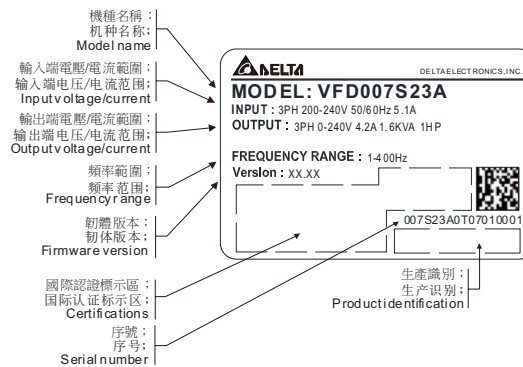 機種名稱；
机种名称；
Model name
輸入端電壓/電流範圍；
输入端电压/电流范围；
Input voltage/current
輸出端電壓/電流範圍；
输出端电压/电流范围；
Output voltage/current
頻率範圍；
频率范围；
Frequency range
韌體版本；
韧体版本；
Firmware version
國際認證標示區；
国际认证标示区；
Certifications
序號；
序号；
Serial number
DELTA
DELTA ELECTRONICS, INC.
MODEL: VFD007S23A
INPUT : 3PH 200-240V 50/60Hz 5.1A
OUTPUT : 3PH 0-240V 4.2A 1.6KVA 1HP
FREQUENCY RANGE : 1-400Hz
Version : XX.XX
007S23A0T07010001
生產識別；
生产识别；
Product identification